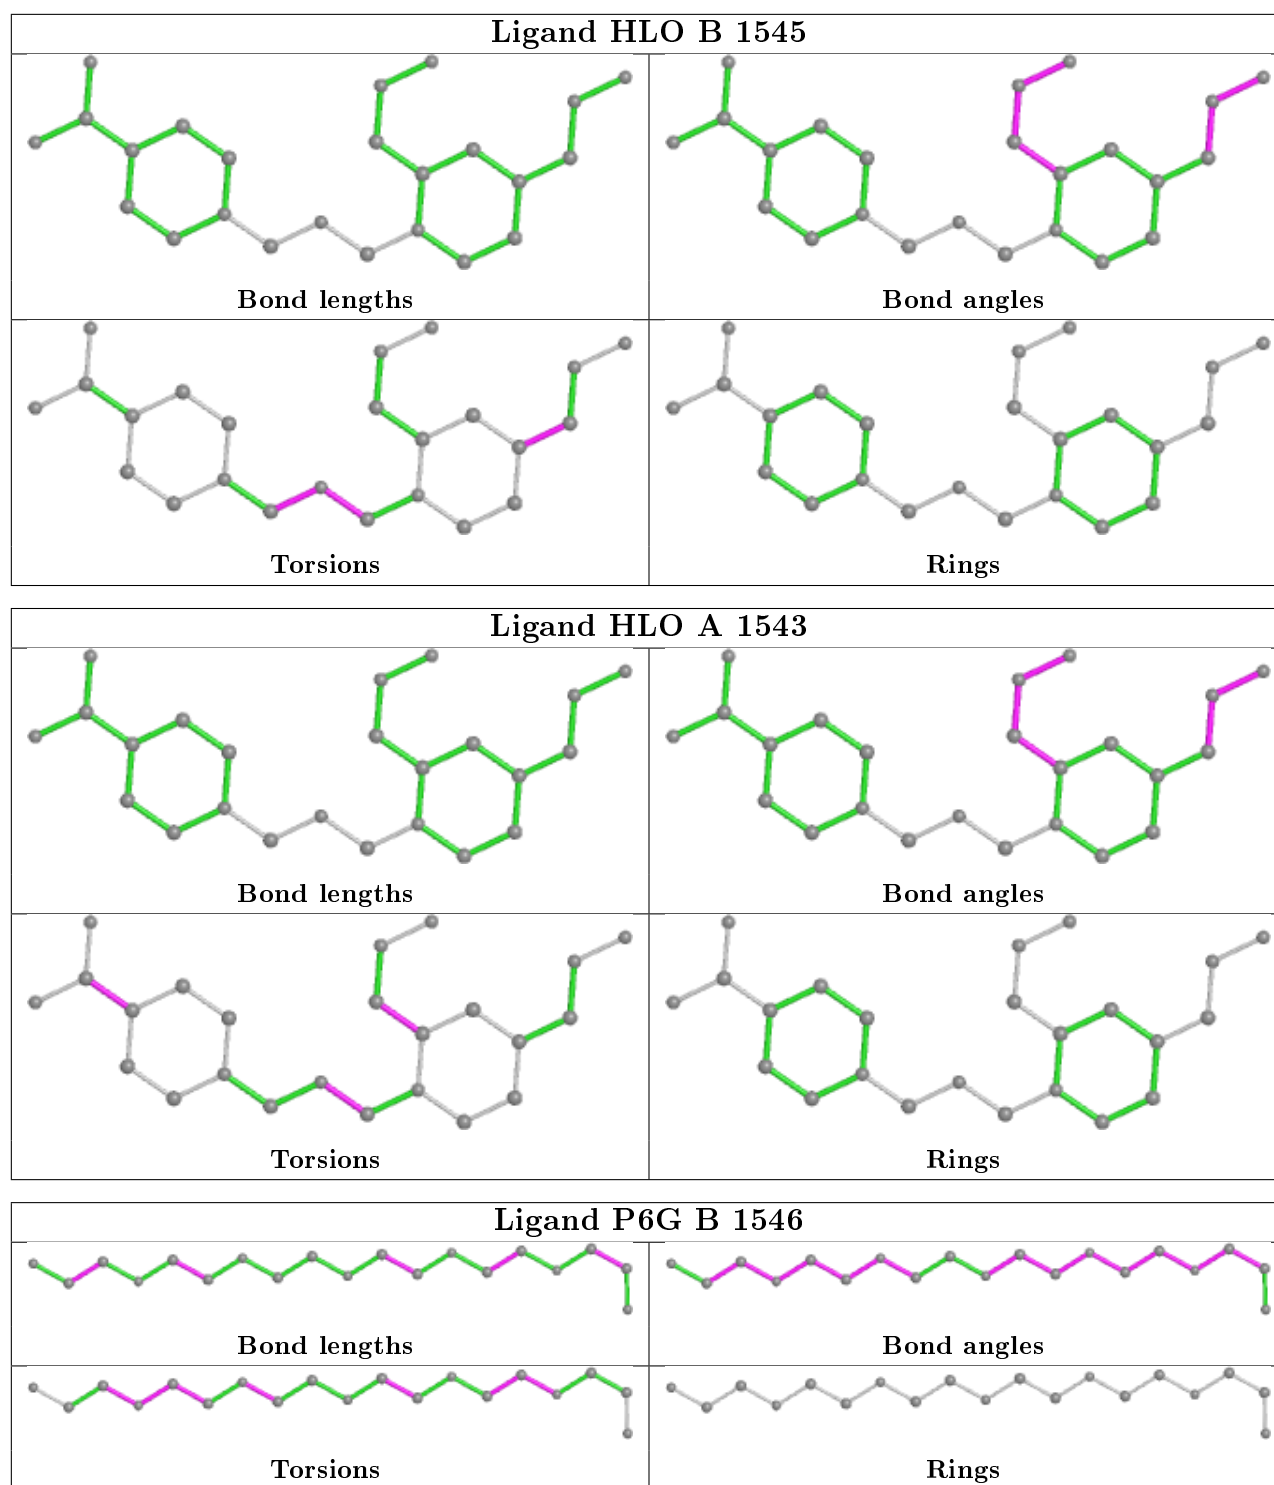 Ligand HLO B 1545
Bond lengths
Bond angles
Torsions
Rings
Ligand HLO A 1543
Bond lengths
Bond angles
Torsions
Rings
Ligand P6G B 1546
Bond lengths
Bond angles
Torsions
Rings